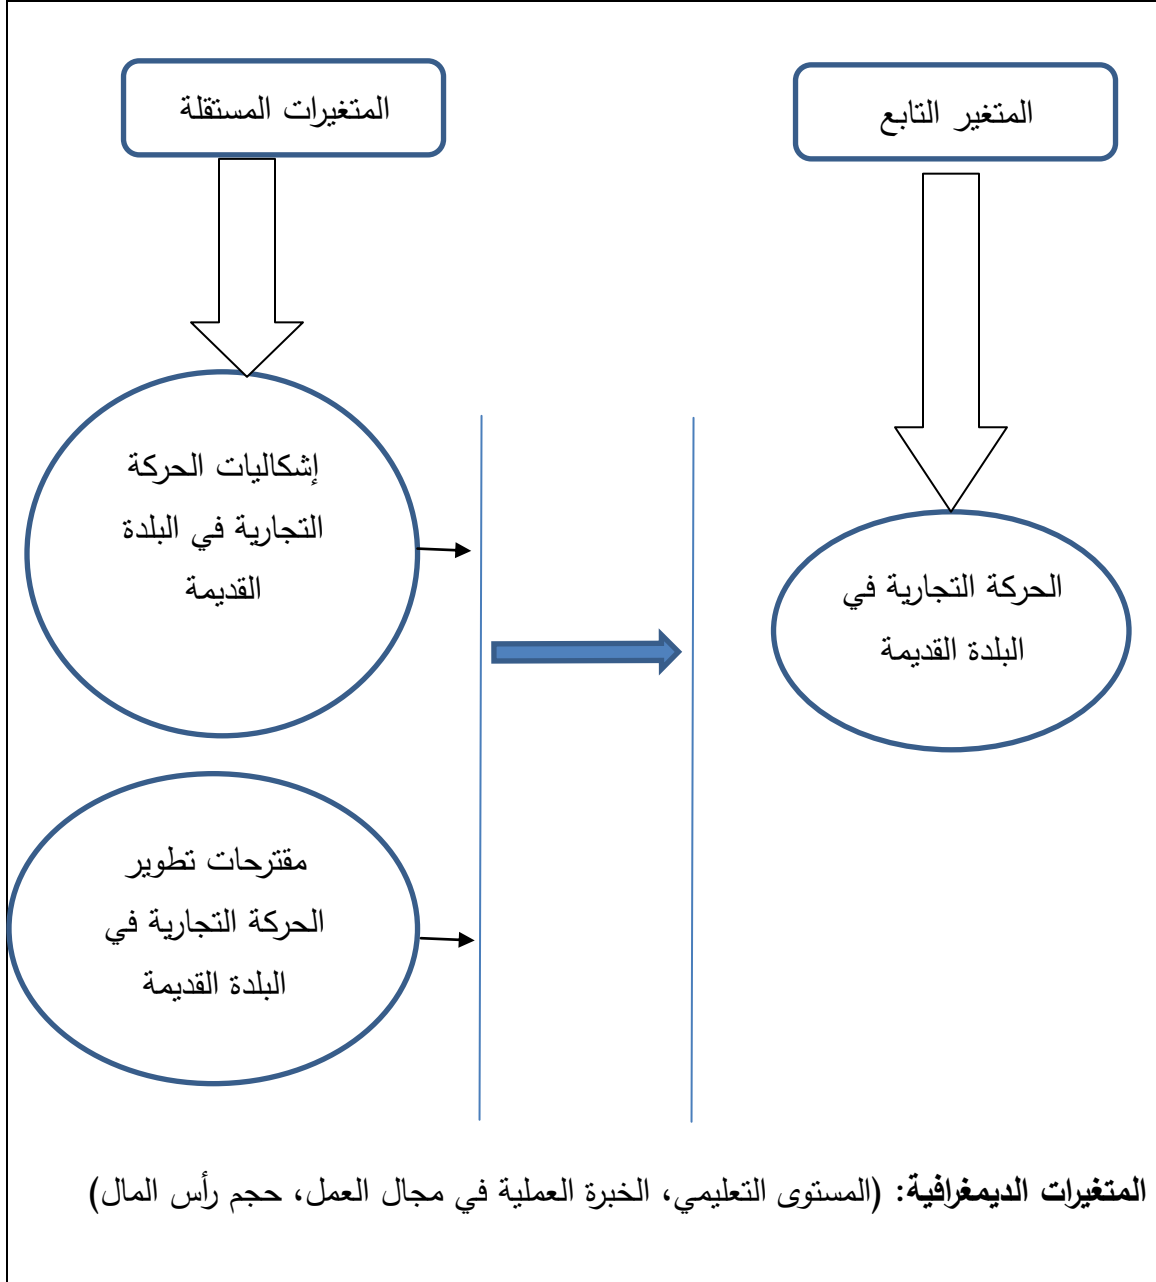 المتغيرات المستقلة
المتغير التابع
إشكاليات الحركة
التجارية في البلدة
القديمة
الحركة التجارية في
البلدة القديمة
مقترحات تطوير
الحركة التجارية في
البلدة القديمة
المتغيرات الديمغرافية: (المستوى التعليمي، الخبرة العملية في مجال العمل، حجم رأس المال)